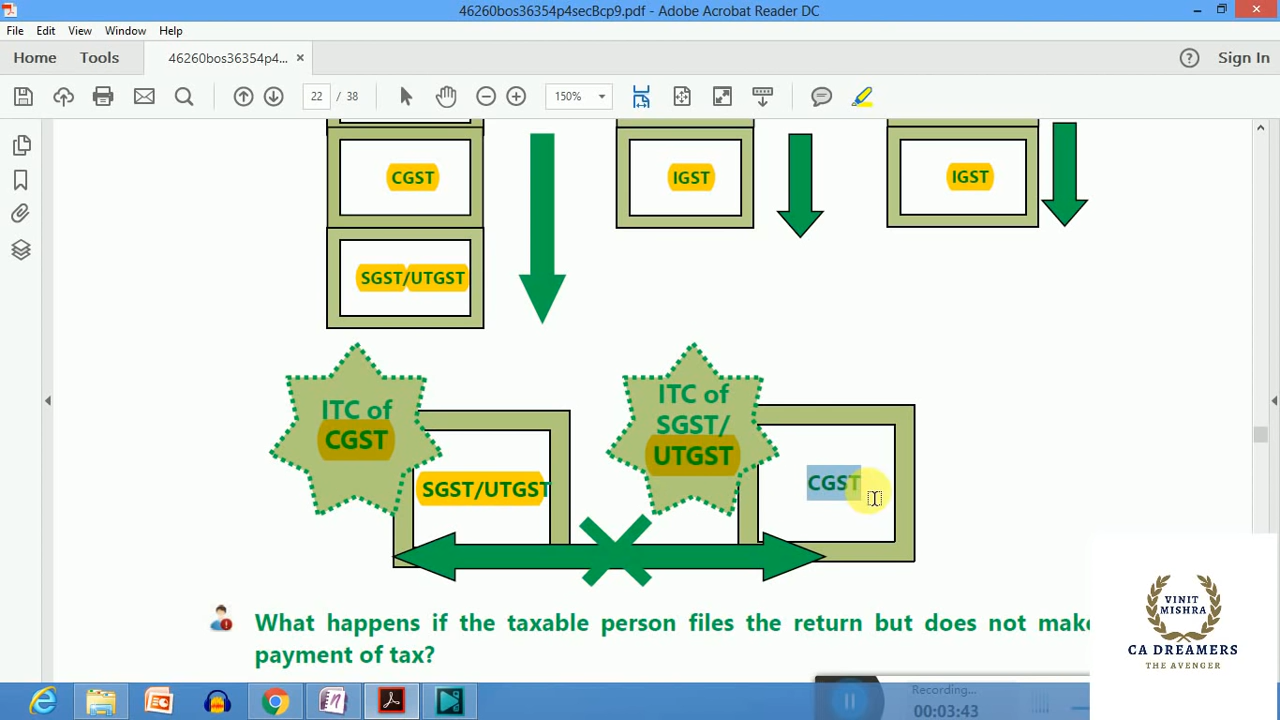 46260bos36354p4secBcp9.pdf - Adobe Acrobat Reader DC
File Edit View Window Help
Home Tools 46260bos36354p4... × Sign In
22 / 38 150%
CGST IGST IGST
SGST/UTGST
ITC of
CGST
SGST/UTGST
ITC of
SGST/
UTGST
CGST
What happens if the taxable person files the return but does not make
payment of tax?
VINIT
MISHRA
CA DREAMERS
THE AVENGER
Recording...
00:03:43